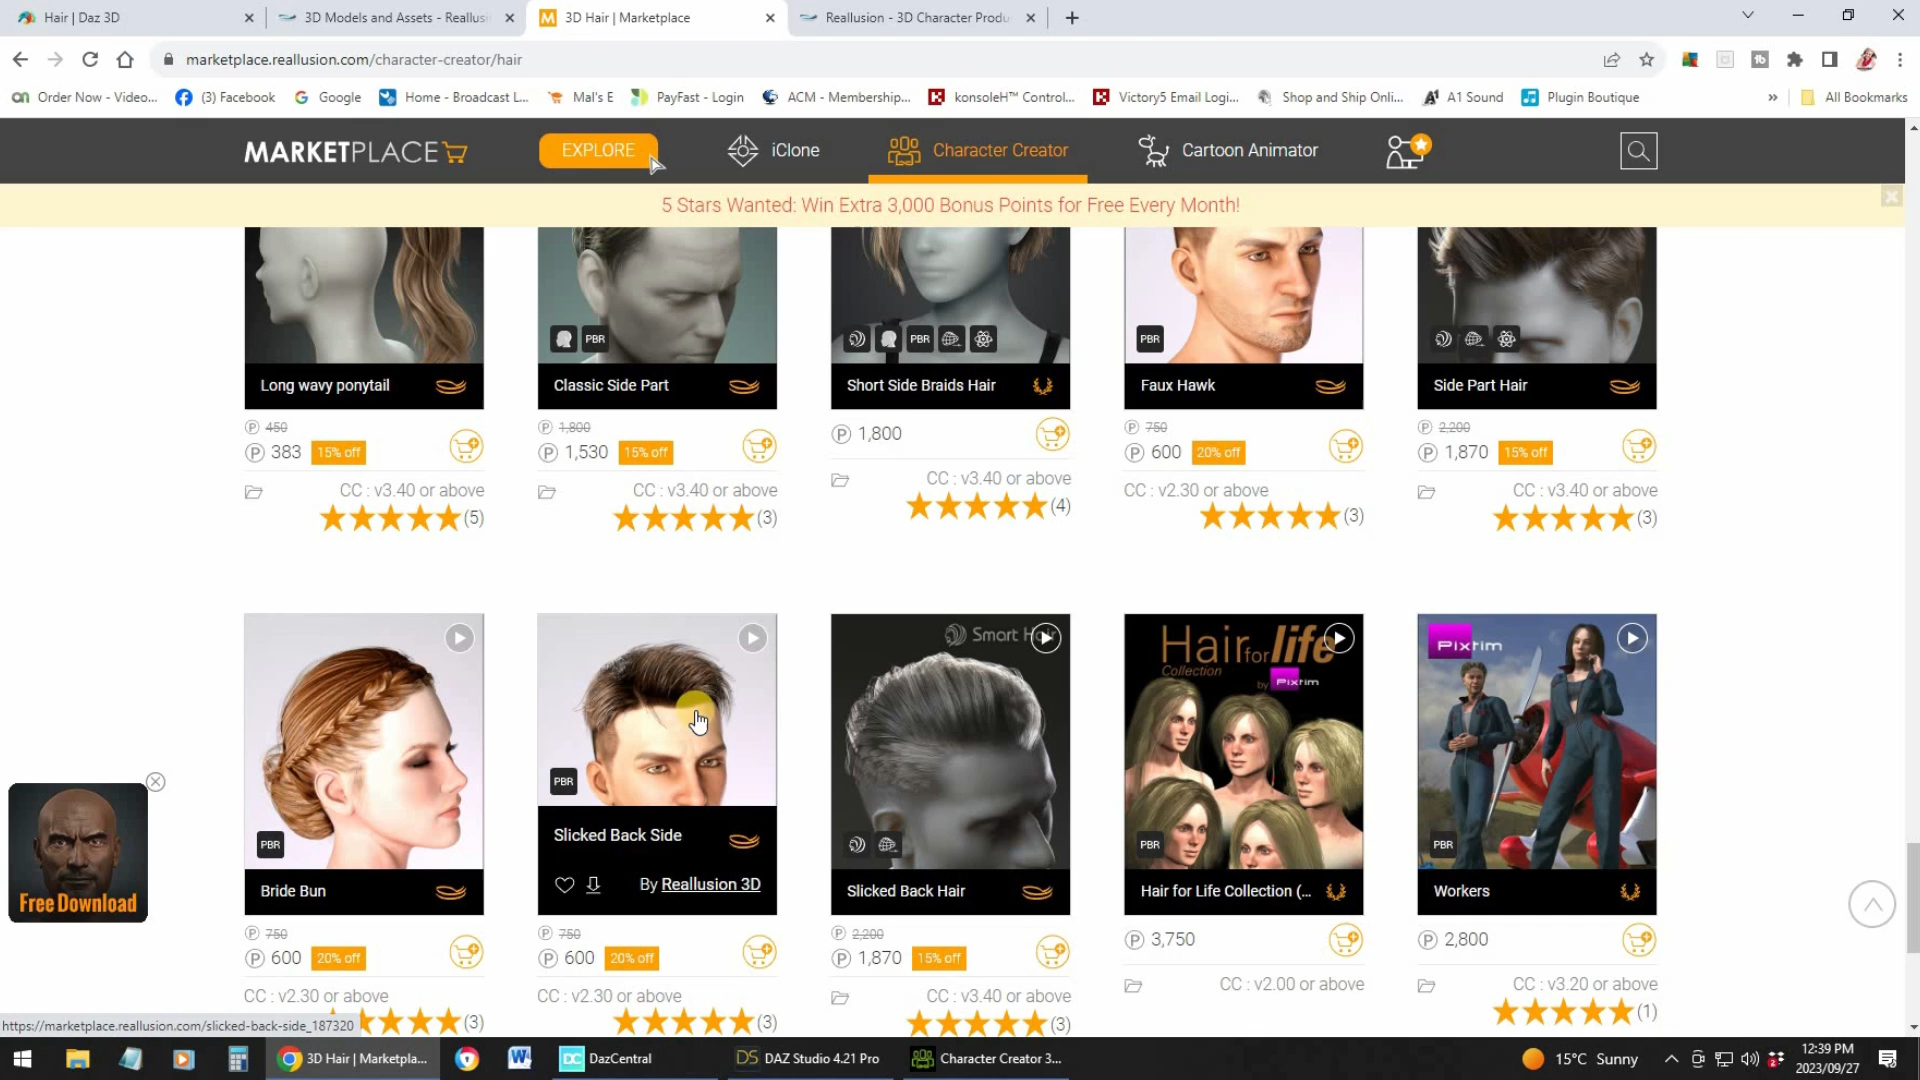 Hair | Daz 3D
3D Models and Assets - Reallusi
3D Hair | Marketplace
Reallusion - 3D Character Produ
marketplace.reallusion.com/character-creator/hair
Order Now - Video...
(3) Facebook
Google
Home - Broadcast L...
Mal's E
PayFast - Login
ACM - Membership...
konsoleH™ Control...
Victory5 Email Logi...
Shop and Ship Onli...
A1 Sound
Plugin Boutique
»
All Bookmarks
MARKETPLACE
EXPLORE
iClone
Character Creator
Cartoon Animator
5 Stars Wanted: Win Extra 3,000 Bonus Points for Free Every Month!
PBR
PBR
PBR
Long wavy ponytail
Classic Side Part
Short Side Braids Hair
Faux Hawk
Side Part Hair
P 450
P 1,800
P 1,800
P 750
P 2,200
P 383 15% off
P 1,530 15% off
P 600 20% off
P 1,870 15% off
CC : v3.40 or above
CC : v3.40 or above
CC : v3.40 or above
CC : v2.30 or above
CC : v3.40 or above
(5)
(3)
(4)
(3)
(3)
Smart H
Hair for life
Collection
by Pixtim
Pixtim
PBR
PBR
PBR
PBR
Bride Bun
Slicked Back Side
By Reallusion 3D
Slicked Back Hair
Hair for Life Collection (...
Workers
P 750
P 750
P 2,200
P 3,750
P 2,800
P 600 20% off
P 600 20% off
P 1,870 15% off
CC : v2.30 or above
CC : v2.30 or above
CC : v3.40 or above
CC : v2.00 or above
CC : v3.20 or above
(3)
(3)
(3)
(1)
Free Download
https://marketplace.reallusion.com/slicked-back-side_187320
3D Hair | Marketpla...
DC DazCentral
DS DAZ Studio 4.21 Pro
Character Creator 3...
15°C Sunny
12:39 PM
2023/09/27